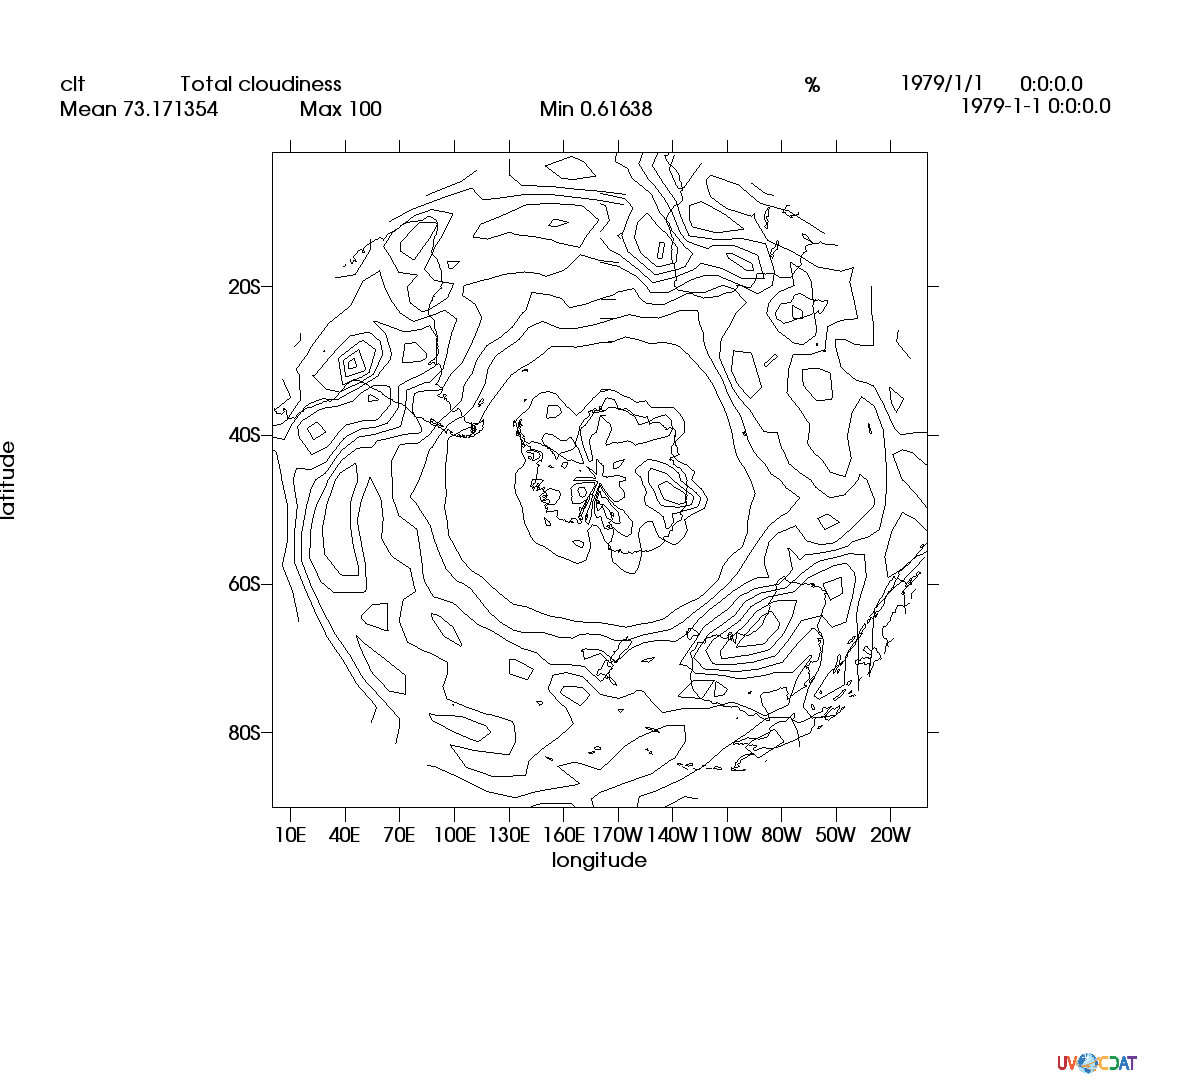 clt Total cloudiness % 1979/1/1 0:0:0.0
Mean 73.171354 Max 100 Min 0.61638 1979-1-1 0:0:0.0
20S
40S
latitude
60S
80S
10E 40E 70E 100E 130E 160E 170W 140W 110W 80W 50W 20W
longitude
UV CDAT